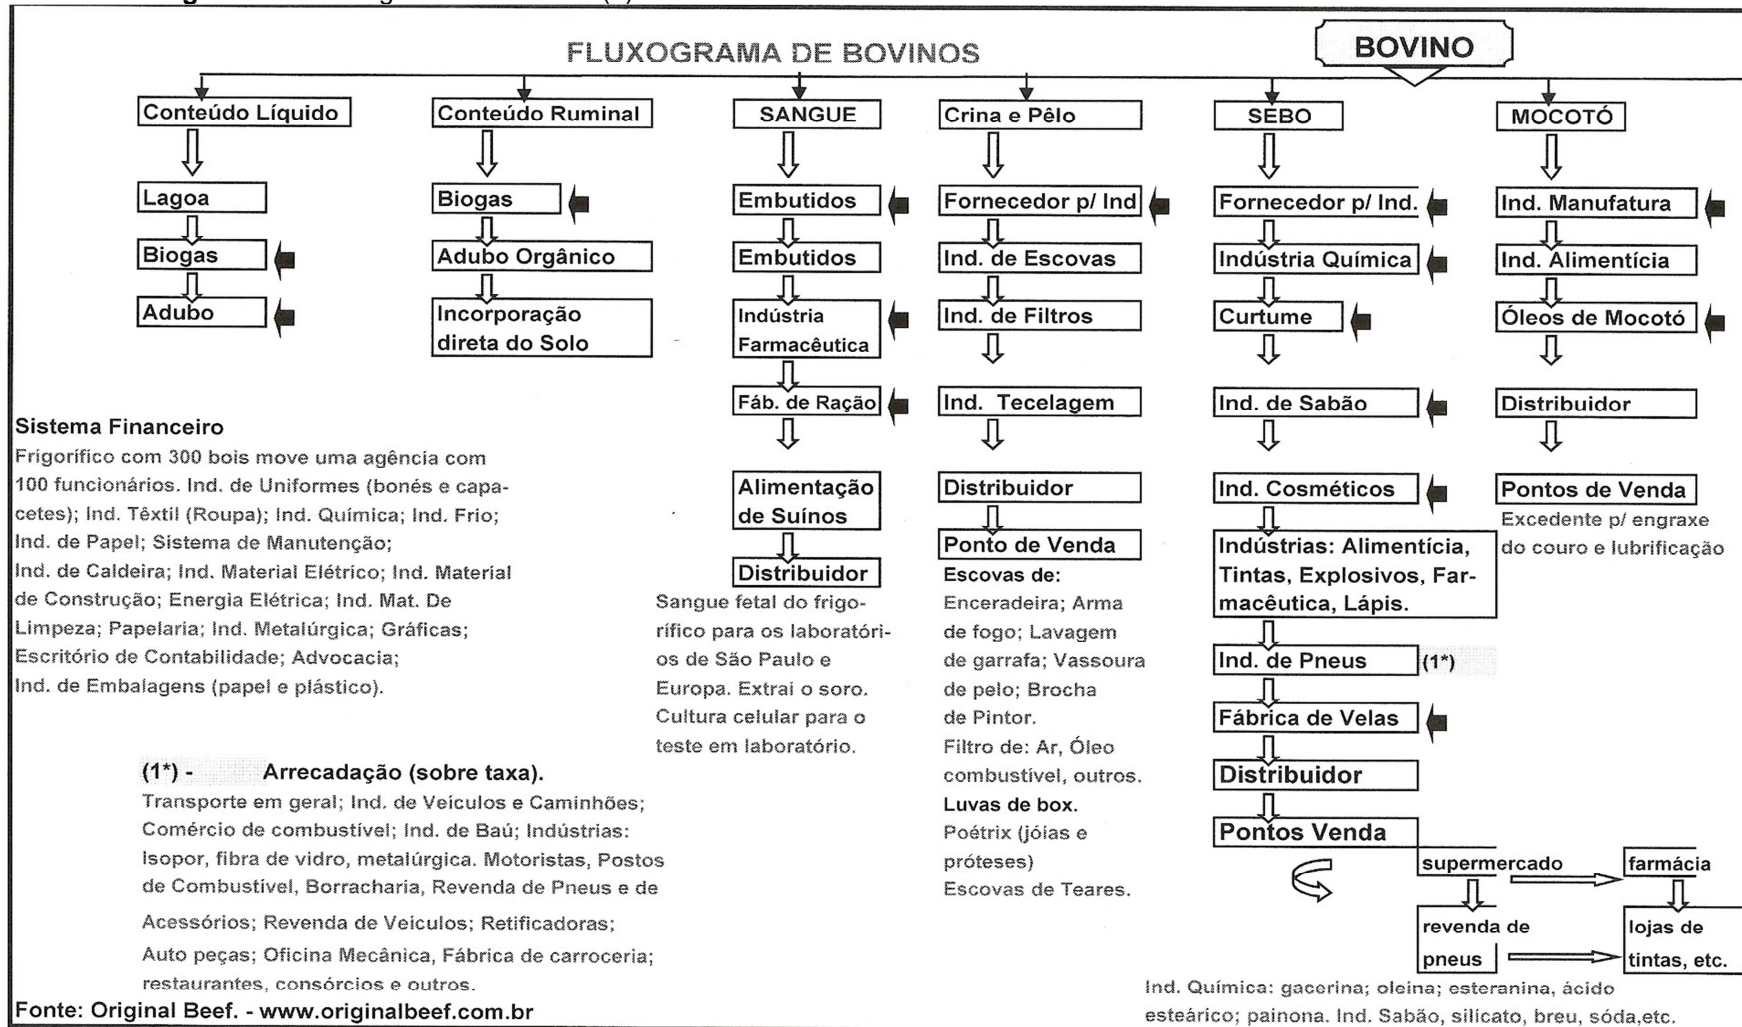 FLUXOGRAMA DE BOVINOS
BOVINO
Conteúdo Líquido
Lagoa
Biogas
Adubo
Conteúdo Ruminal
Biogas
Adubo Orgânico
Incorporação
direta do Solo
SANGUE
Embutidos
Embutidos
Indústria
Farmacêutica
Fáb. de Ração
Alimentação
de Suínos
Distribuidor
Sangue fetal do frigo-
rífico para os laboratóri-
os de São Paulo e
Europa. Extrai o soro.
Cultura celular para o
teste em laboratório.
Crina e Pêlo
Fornecedor p/ Ind
Ind. de Escovas
Ind. de Filtros
Ind. Tecelagem
Distribuidor
Ponto de Venda
Escovas de:
Enceradeira; Arma
de fogo; Lavagem
de garrafa; Vassoura
de pelo; Brocha
de Pintor.
Filtro de: Ar, Óleo
combustível, outros.
Luvas de box.
Poétrix (jóias e
próteses)
Escovas de Teares.
SEBO
Fornecedor p/ Ind.
Indústria Química
Curtume
Ind. de Sabão
Ind. Cosméticos
Indústrias: Alimentícia,
Tintas, Explosivos, Far-
macêutica, Lápis.
Ind. de Pneus (1*)
Fábrica de Velas
Distribuidor
Pontos Venda
supermercado
farmácia
revenda de
pneus
lojas de
tintas, etc.
Ind. Química: gacerina; oleina; esteranina, ácido
esteárico; painona. Ind. Sabão, silicato, breu, sóda,etc.
MOCOTÓ
Ind. Manufatura
Ind. Alimentícia
Óleos de Mocotó
Distribuidor
Pontos de Venda
Excedente p/ engraxe
do couro e lubrificação
Sistema Financeiro
Frigorífico com 300 bois move uma agência com
100 funcionários. Ind. de Uniformes (bonés e capa-
cetes); Ind. Têxtil (Roupa); Ind. Química; Ind. Frio;
Ind. de Papel; Sistema de Manutenção;
Ind. de Caldeira; Ind. Material Elétrico; Ind. Material
de Construção; Energia Elétrica; Ind. Mat. De
Limpeza; Papelaria; Ind. Metalúrgica; Gráficas;
Escritório de Contabilidade; Advocacia;
Ind. de Embalagens (papel e plástico).
(1*) - Arrecadação (sobre taxa).
Transporte em geral; Ind. de Veículos e Caminhões;
Comércio de combustível; Ind. de Baú; Indústrias:
Isopor, fibra de vidro, metalúrgica. Motoristas, Postos
de Combustível, Borracharia, Revenda de Pneus e de
Acessórios; Revenda de Veículos; Retificadoras;
Auto peças; Oficina Mecânica, Fábrica de carroceria;
restaurantes, consórcios e outros.
Fonte: Original Beef. - www.originalbeef.com.br